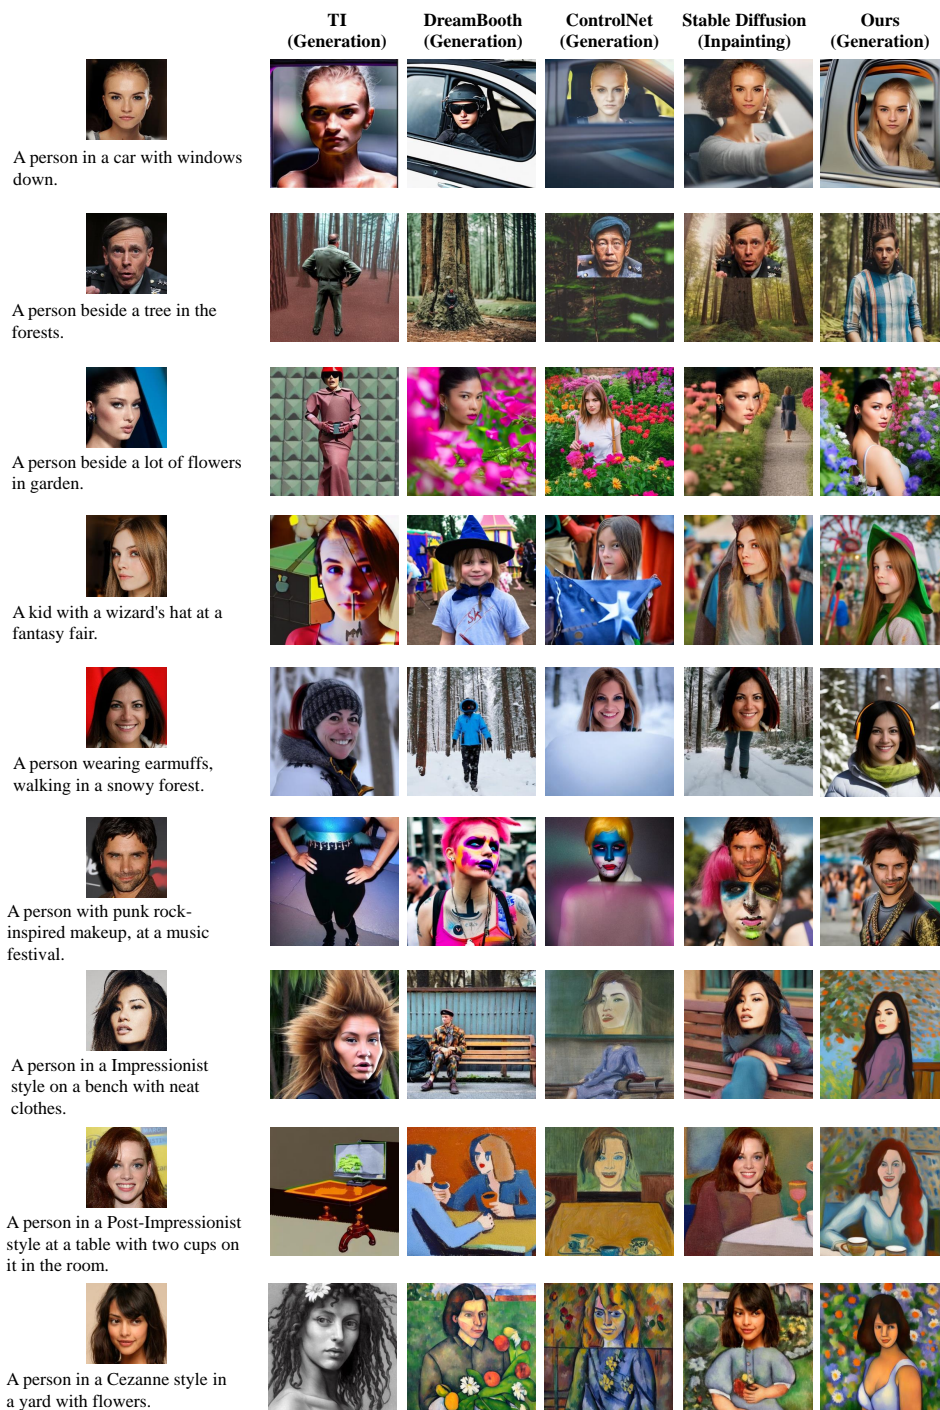 TI
(Generation)
DreamBooth
(Generation)
ControlNet
(Generation)
Stable Diffusion
(Inpainting)
Ours
(Generation)
A person in a car with windows
down.
A person beside a tree in the
forests.
A person beside a lot of flowers
in garden.
A kid with a wizard's hat at a
fantasy fair.
A person wearing earmuffs,
walking in a snowy forest.
A person with punk rock-
inspired makeup, at a music
festival.
A person in a Impressionist
style on a bench with neat
clothes.
A person in a Post-Impressionist
style at a table with two cups on
it in the room.
A person in a Cezanne style in
a yard with flowers.